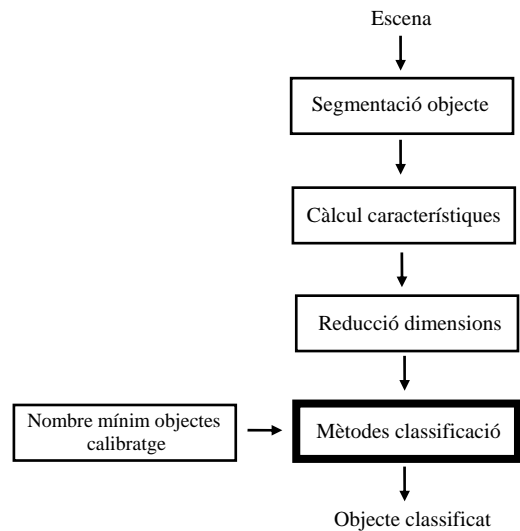 Escena
Segmentació objecte
Càlcul característiques
Reducció dimensions
Nombre mínim objectes
calibratge
Mètodes classificació
Objecte classificat